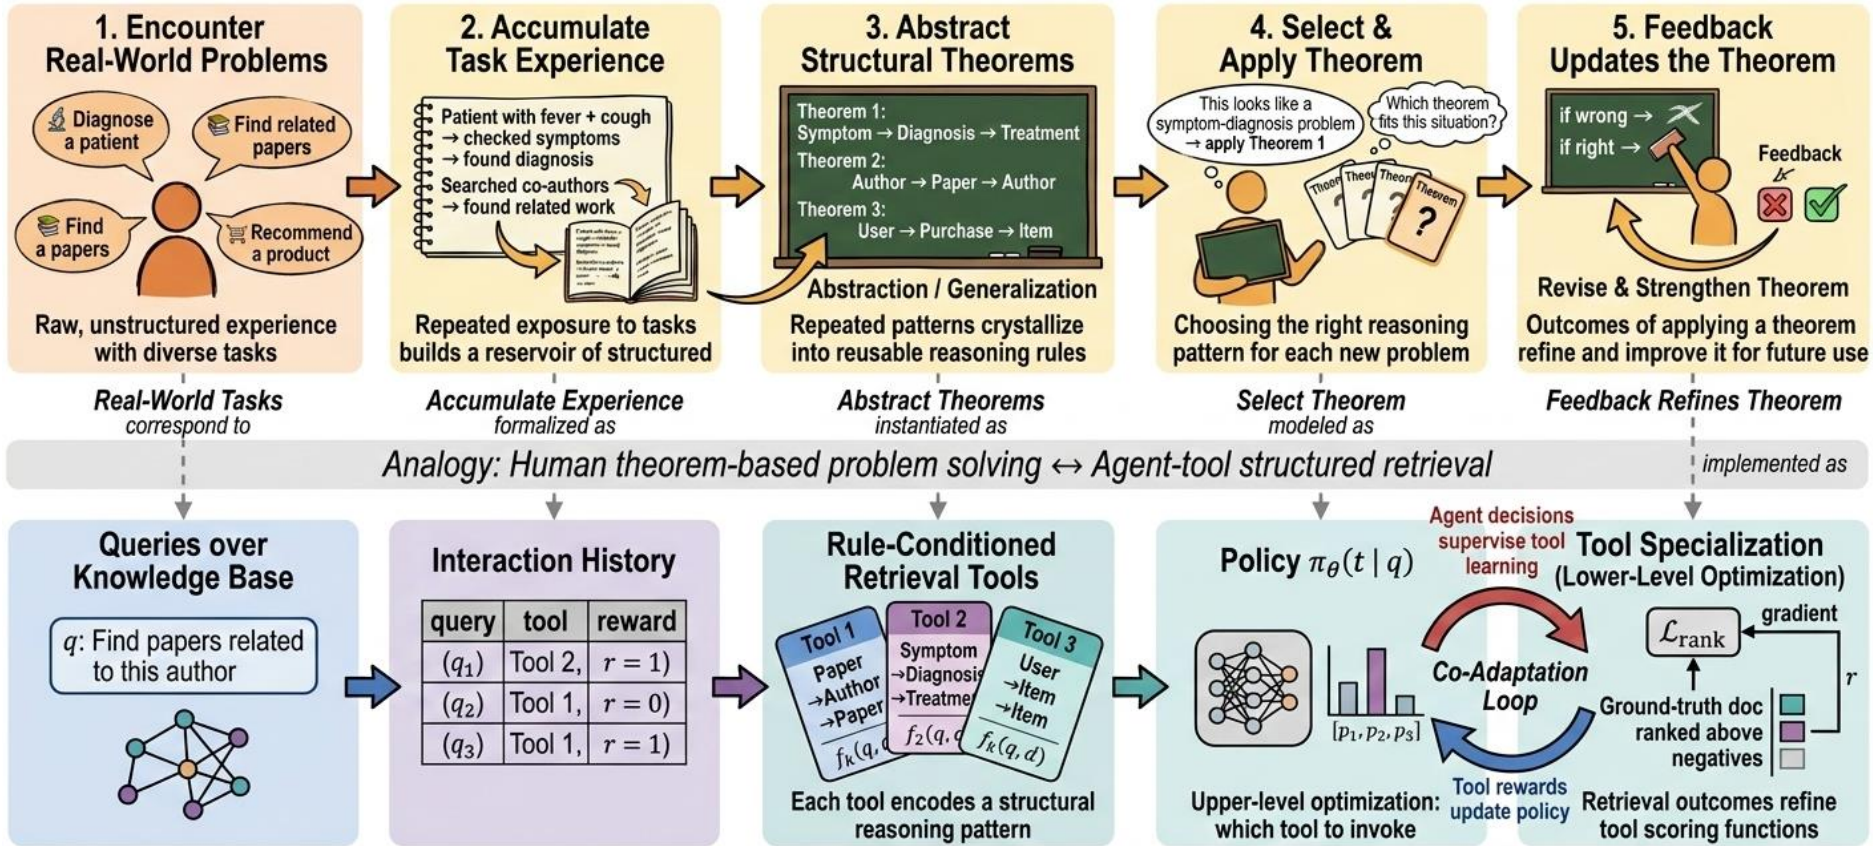 1. Encounter
Real-World Problems
Diagnose
a patient
Find related
papers
Find
a papers
Recommend
a product
Raw, unstructured experience
with diverse tasks
2. Accumulate
Task Experience
Patient with fever + cough
→ checked symptoms
→ found diagnosis
Searched co-authors
→ found related work
Repeated exposure to tasks
builds a reservoir of structured
3. Abstract
Structural Theorems
Theorem 1:
Symptom → Diagnosis → Treatment
Theorem 2:
Author → Paper → Author
Theorem 3:
User → Purchase → Item
Abstraction / Generalization
Repeated patterns crystallize
into reusable reasoning rules
4. Select &
Apply Theorem
This looks like a
symptom-diagnosis problem
→ apply Theorem 1
Which theorem
fits this situation?
Theorem
?
Choosing the right reasoning
pattern for each new problem
5. Feedback
Updates the Theorem
if wrong →
if right →
Feedback
Revise & Strengthen Theorem
Outcomes of applying a theorem
refine and improve it for future use
Real-World Tasks
correspond to
Accumulate Experience
formalized as
Abstract Theorems
instantiated as
Select Theorem
modeled as
Feedback Refines Theorem
Analogy: Human theorem-based problem solving ↔ Agent-tool structured retrieval
implemented as
Queries over
Knowledge Base
q: Find papers related
to this author
Interaction History
query tool reward
(q₁) Tool 2, r = 1)
(q₂) Tool 1, r = 0)
(q₃) Tool 1, r = 1)
Rule-Conditioned
Retrieval Tools
Tool 1
Paper
→Author
→Paper
fₖ(q, d
Tool 2
Symptom
→Diagnosis
→Treatme
f₂(q, d
Tool 3
User
→Item
→Item
fₖ(q, d)
Each tool encodes a structural
reasoning pattern
Policy πθ(t | q)
[p₁, p₂, p₃]
Upper-level optimization:
which tool to invoke
Agent decisions
supervise tool
learning
Co-Adaptation
Loop
Tool rewards
update policy
Tool Specialization
(Lower-Level Optimization)
ℒrank
gradient
r
Ground-truth doc
ranked above
negatives
Retrieval outcomes refine
tool scoring functions